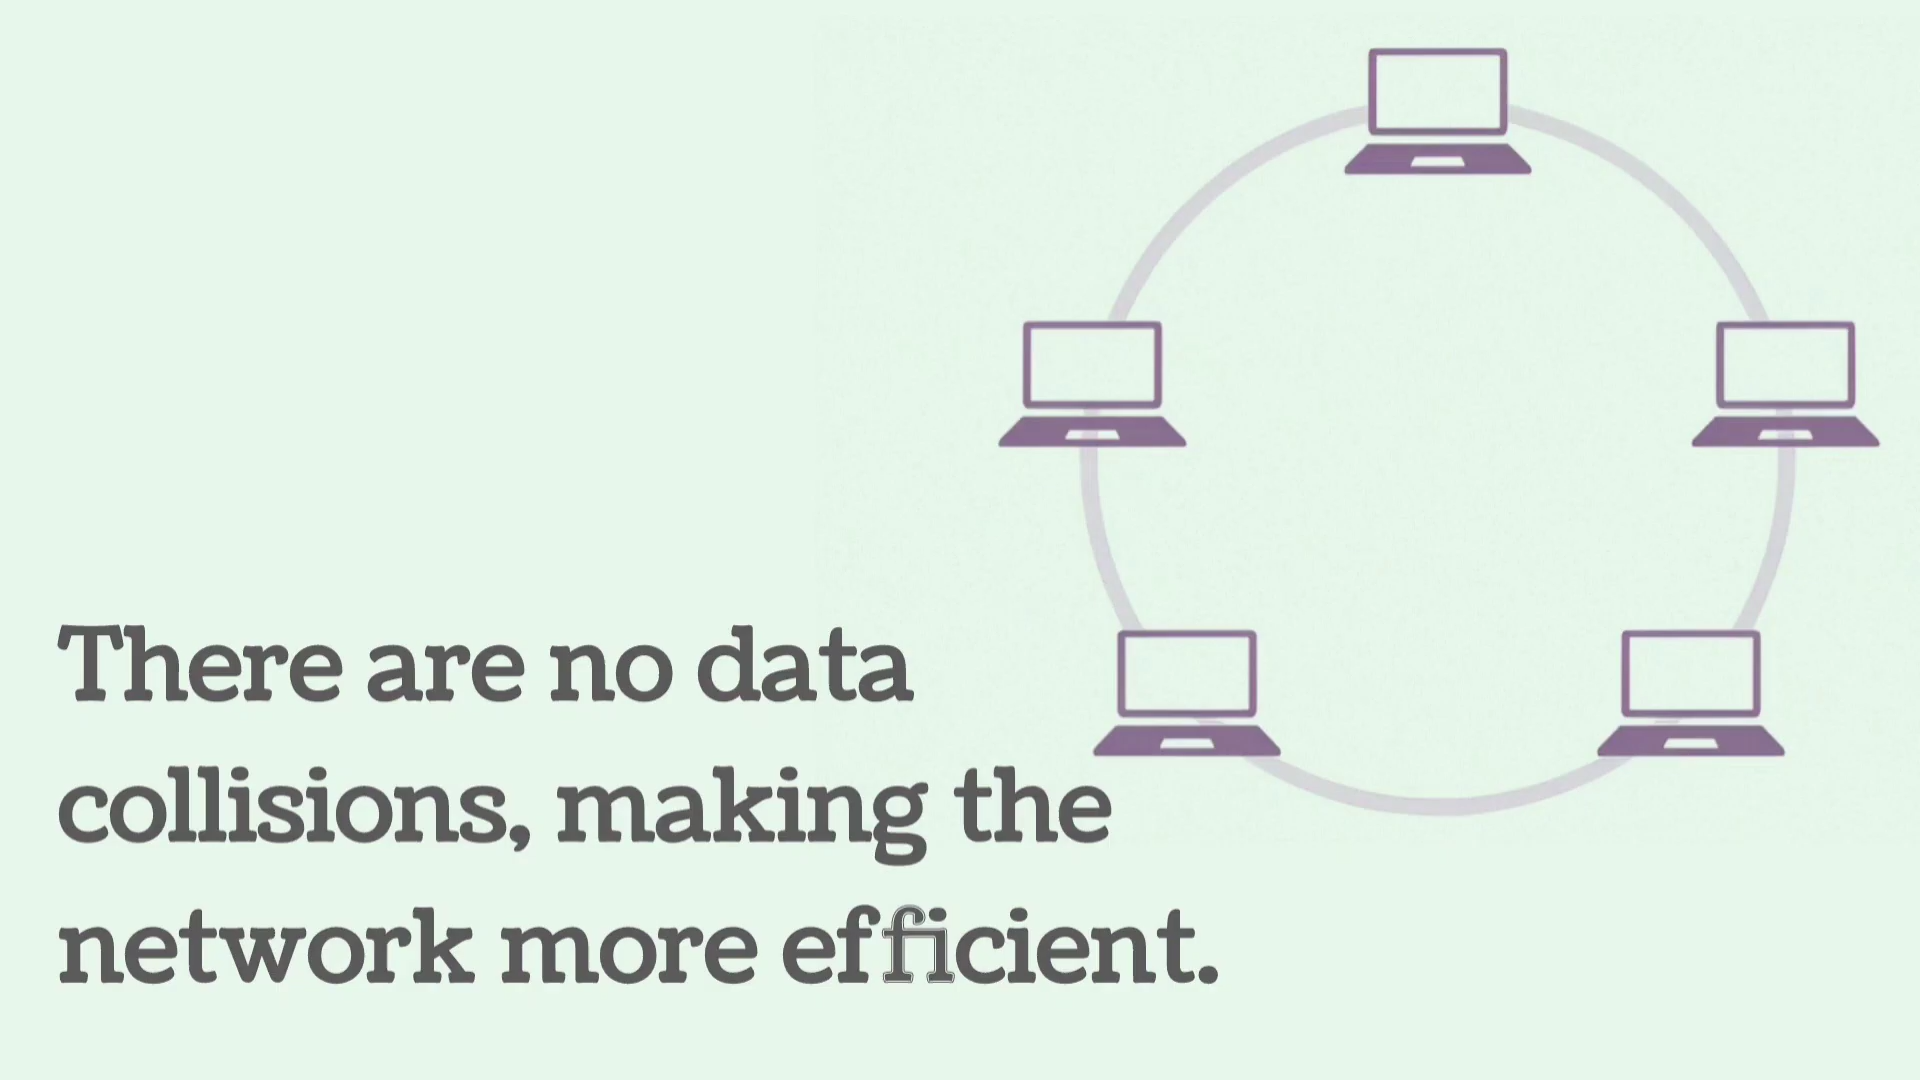 There are no data
collisions, making the
network more efficient.